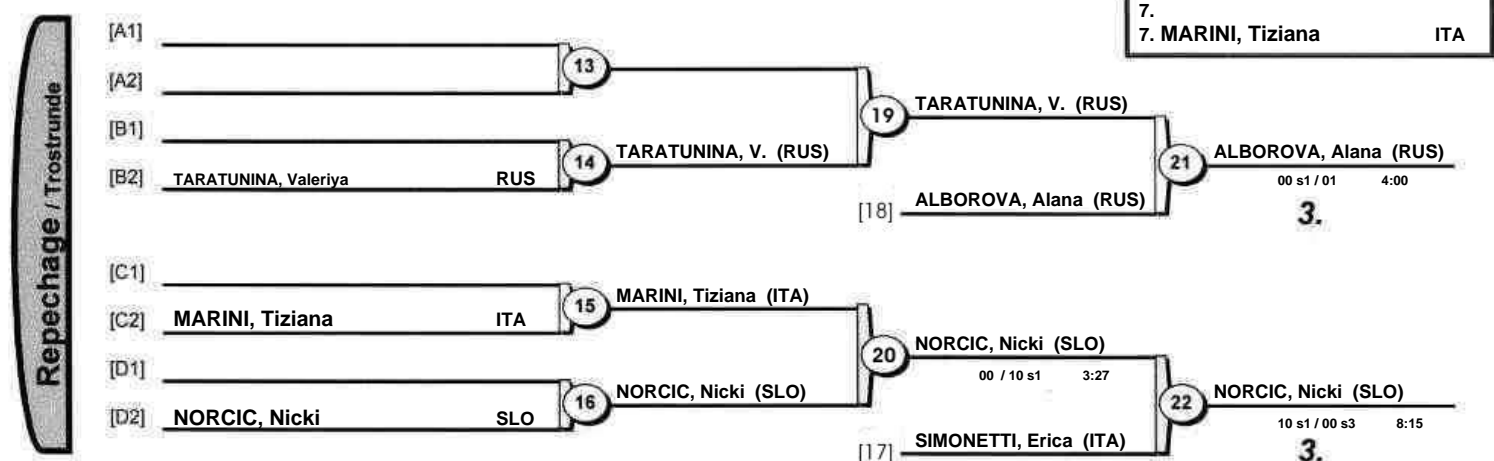 7.
7. MARINI, Tiziana ITA
Repechage / Trostrunde
[A1]
13
[A2]
19 TARATUNINA, V. (RUS)
[B1]
14 TARATUNINA, V. (RUS)
[B2] TARATUNINA, Valeriya RUS
21 ALBOROVA, Alana (RUS)
00 s1 / 01 4:00
[18] ALBOROVA, Alana (RUS)
3.
[C1]
15 MARINI, Tiziana (ITA)
[C2] MARINI, Tiziana ITA
20 NORCIC, Nicki (SLO)
00 / 10 s1 3:27
[D1]
16 NORCIC, Nicki (SLO)
[D2] NORCIC, Nicki SLO
22 NORCIC, Nicki (SLO)
10 s1 / 00 s3 8:15
[17] SIMONETTI, Erica (ITA)
3.